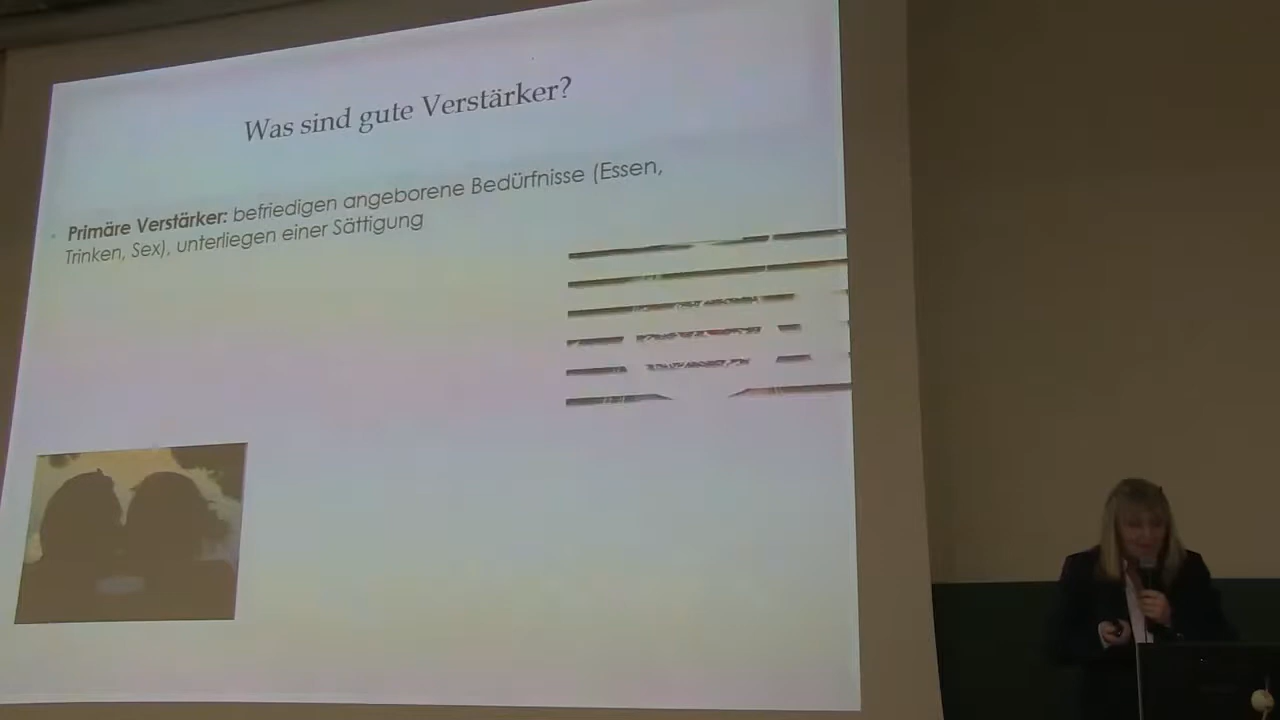 Was sind gute Verstärker?
Primäre Verstärker: befriedigen angeborene Bedürfnisse (Essen,
Trinken, Sex), unterliegen einer Sättigung